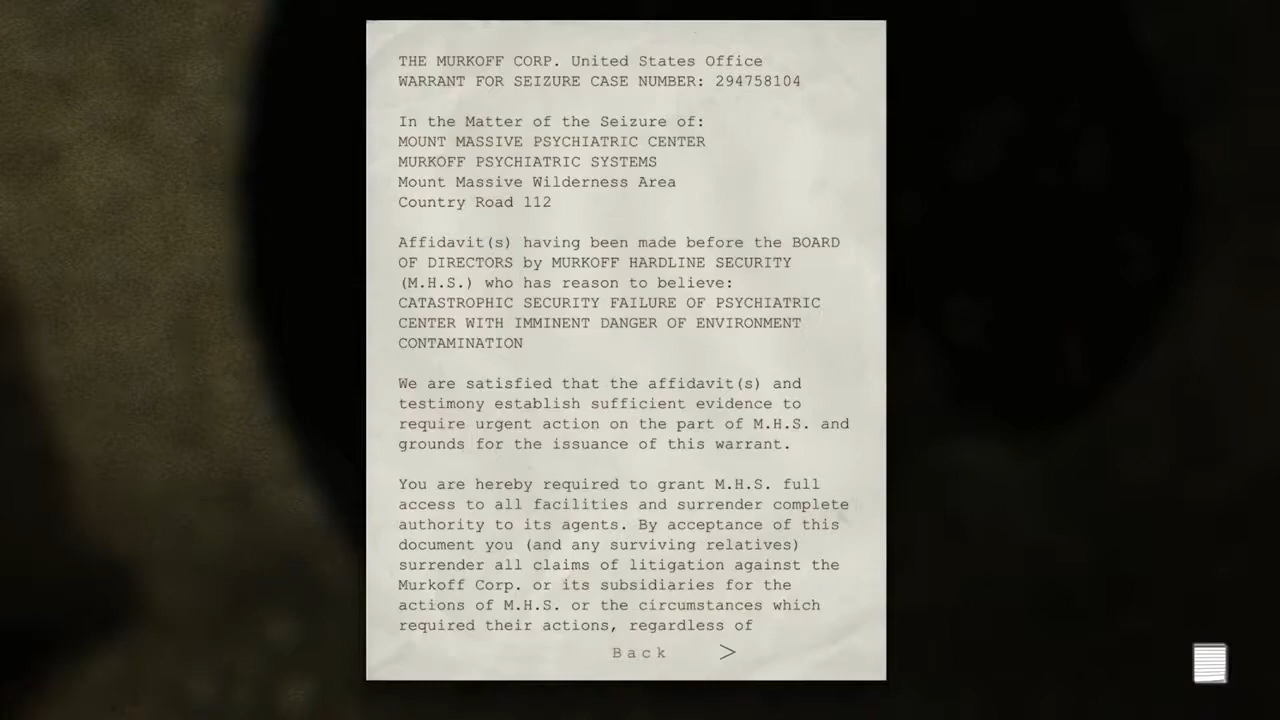 THE MURKOFF CORP. United States Office
WARRANT FOR SEIZURE CASE NUMBER: 294758104
In the Matter of the Seizure of:
MOUNT MASSIVE PSYCHIATRIC CENTER
MURKOFF PSYCHIATRIC SYSTEMS
Mount Massive Wilderness Area
Country Road 112
Affidavit(s) having been made before the BOARD
OF DIRECTORS by MURKOFF HARDLINE SECURITY
(M.H.S.) who has reason to believe:
CATASTROPHIC SECURITY FAILURE OF PSYCHIATRIC
CENTER WITH IMMINENT DANGER OF ENVIRONMENT
CONTAMINATION
We are satisfied that the affidavit(s) and
testimony establish sufficient evidence to
require urgent action on the part of M.H.S. and
grounds for the issuance of this warrant.
You are hereby required to grant M.H.S. full
access to all facilities and surrender complete
authority to its agents. By acceptance of this
document you (and any surviving relatives)
surrender all claims of litigation against the
Murkoff Corp. or its subsidiaries for the
actions of M.H.S. or the circumstances which
required their actions, regardless of
Back >